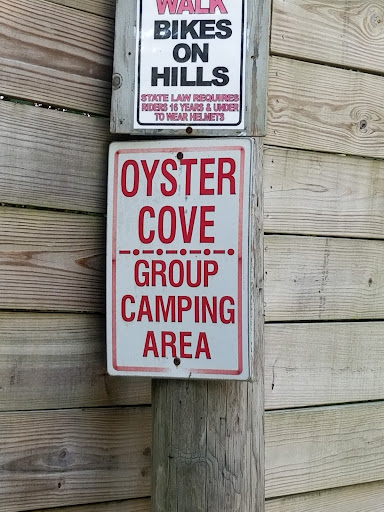 WALK
BIKES
ON
HILLS
STATE LAW REQUIRES
RIDERS 16 YEARS & UNDER
TO WEAR HELMETS
OYSTER
COVE
GROUP
CAMPING
AREA